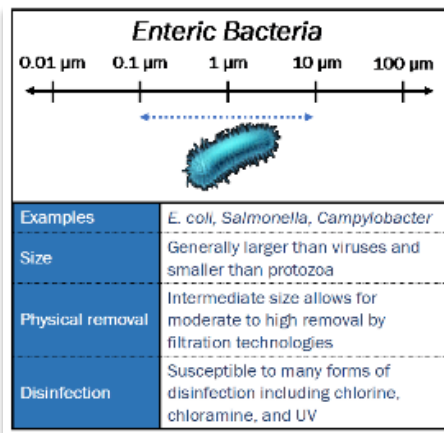 Enteric Bacteria
0.01 µm 0.1 µm 1 µm 10 µm 100 µm
Examples
E. coli, Salmonella, Campylobacter
Size
Generally larger than viruses and
smaller than protozoa
Physical removal
Intermediate size allows for
moderate to high removal by
filtration technologies
Disinfection
Susceptible to many forms of
disinfection including chlorine,
chloramine, and UV